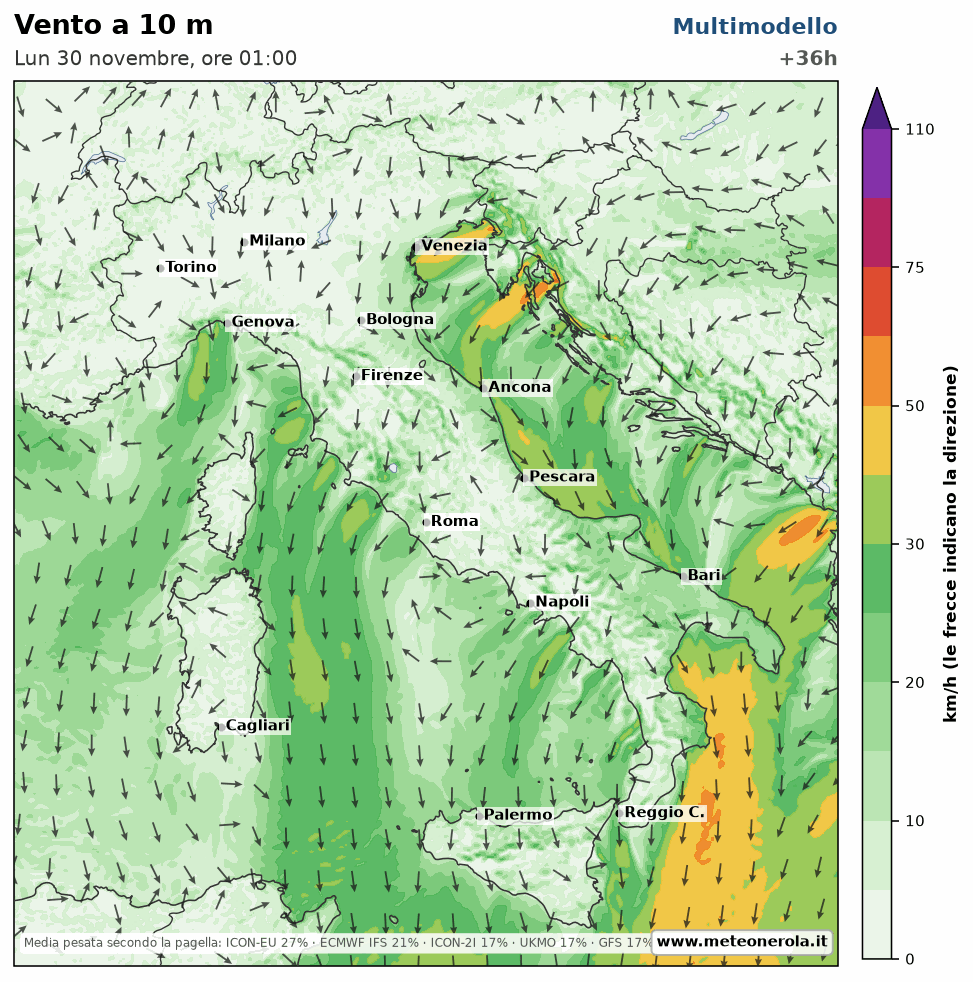 Vento a 10 m
Multimodello
Lun 30 novembre, ore 01:00
+36h
110
75
50
30
20
10
0
km/h (le frecce indicano la direzione)
Milano
Torino
Venezia
Genova
Bologna
Firenze
Ancona
Pescara
Roma
Bari
Napoli
Cagliari
Palermo
Reggio C.
Media pesata secondo la pagella: ICON-EU 27% · ECMWF IFS 21% · ICON-2I 17% · UKMO 17% · GFS 17%
www.meteonerola.it